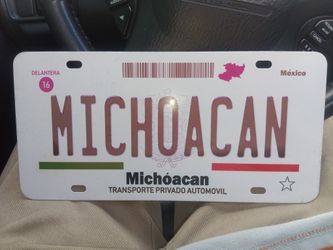 DELANTERA
16
México
MICHOACAN
Michóacan
TRANSPORTE PRIVADO AUTOMOVIL